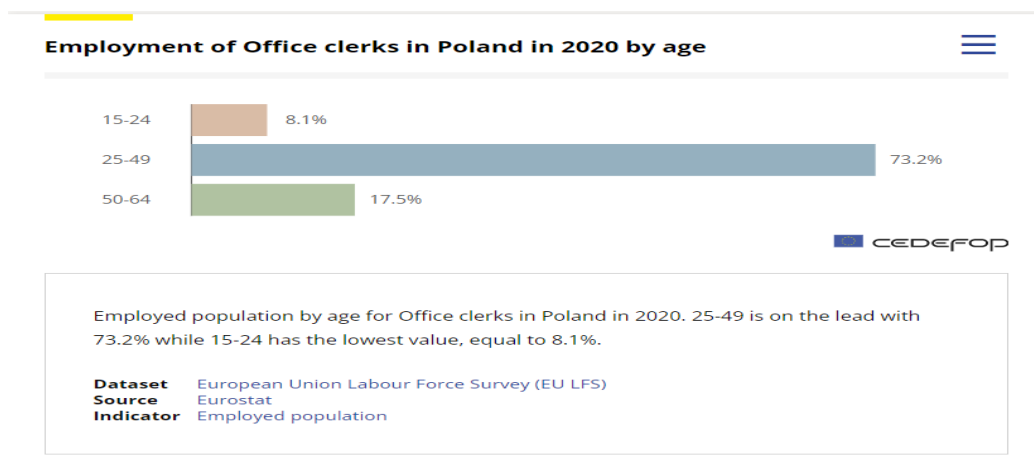 Employment of Office clerks in Poland in 2020 by age
15-24 8.1%
25-49 73.2%
50-64 17.5%
CEDEFOP
Employed population by age for Office clerks in Poland in 2020. 25-49 is on the lead with
73.2% while 15-24 has the lowest value, equal to 8.1%.
Dataset European Union Labour Force Survey (EU LFS)
Source Eurostat
Indicator Employed population